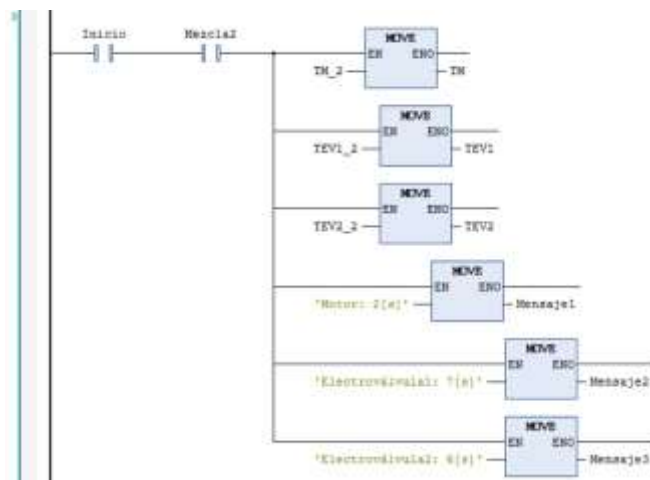 Inicio Mezcla2
MOVE
EN ENO
TM_2 TM
MOVE
EN ENO
TEV1_2 TEV1
MOVE
EN ENO
TEV2_2 TEV2
MOVE
EN ENO
'Motor: 2[s]' Mensaje1
MOVE
EN ENO
'Electroválvula1: 7[s]' Mensaje2
MOVE
EN ENO
'Electroválvula2: 6[s]' Mensaje3